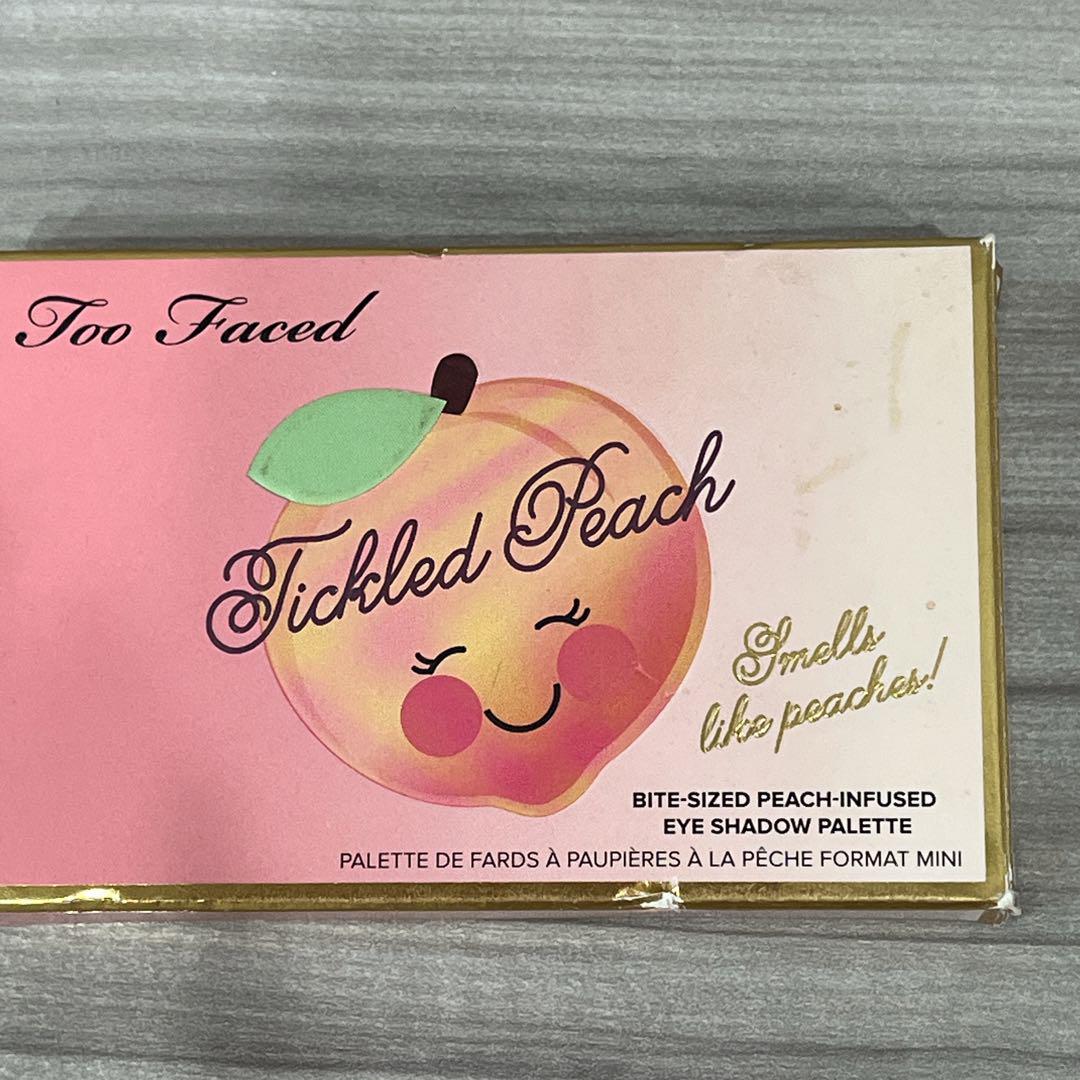 Too Faced
Tickled Peach
Smells
like peaches!
BITE-SIZED PEACH-INFUSED
EYE SHADOW PALETTE
PALETTE DE FARDS À PAUPIÈRES À LA PÊCHE FORMAT MINI